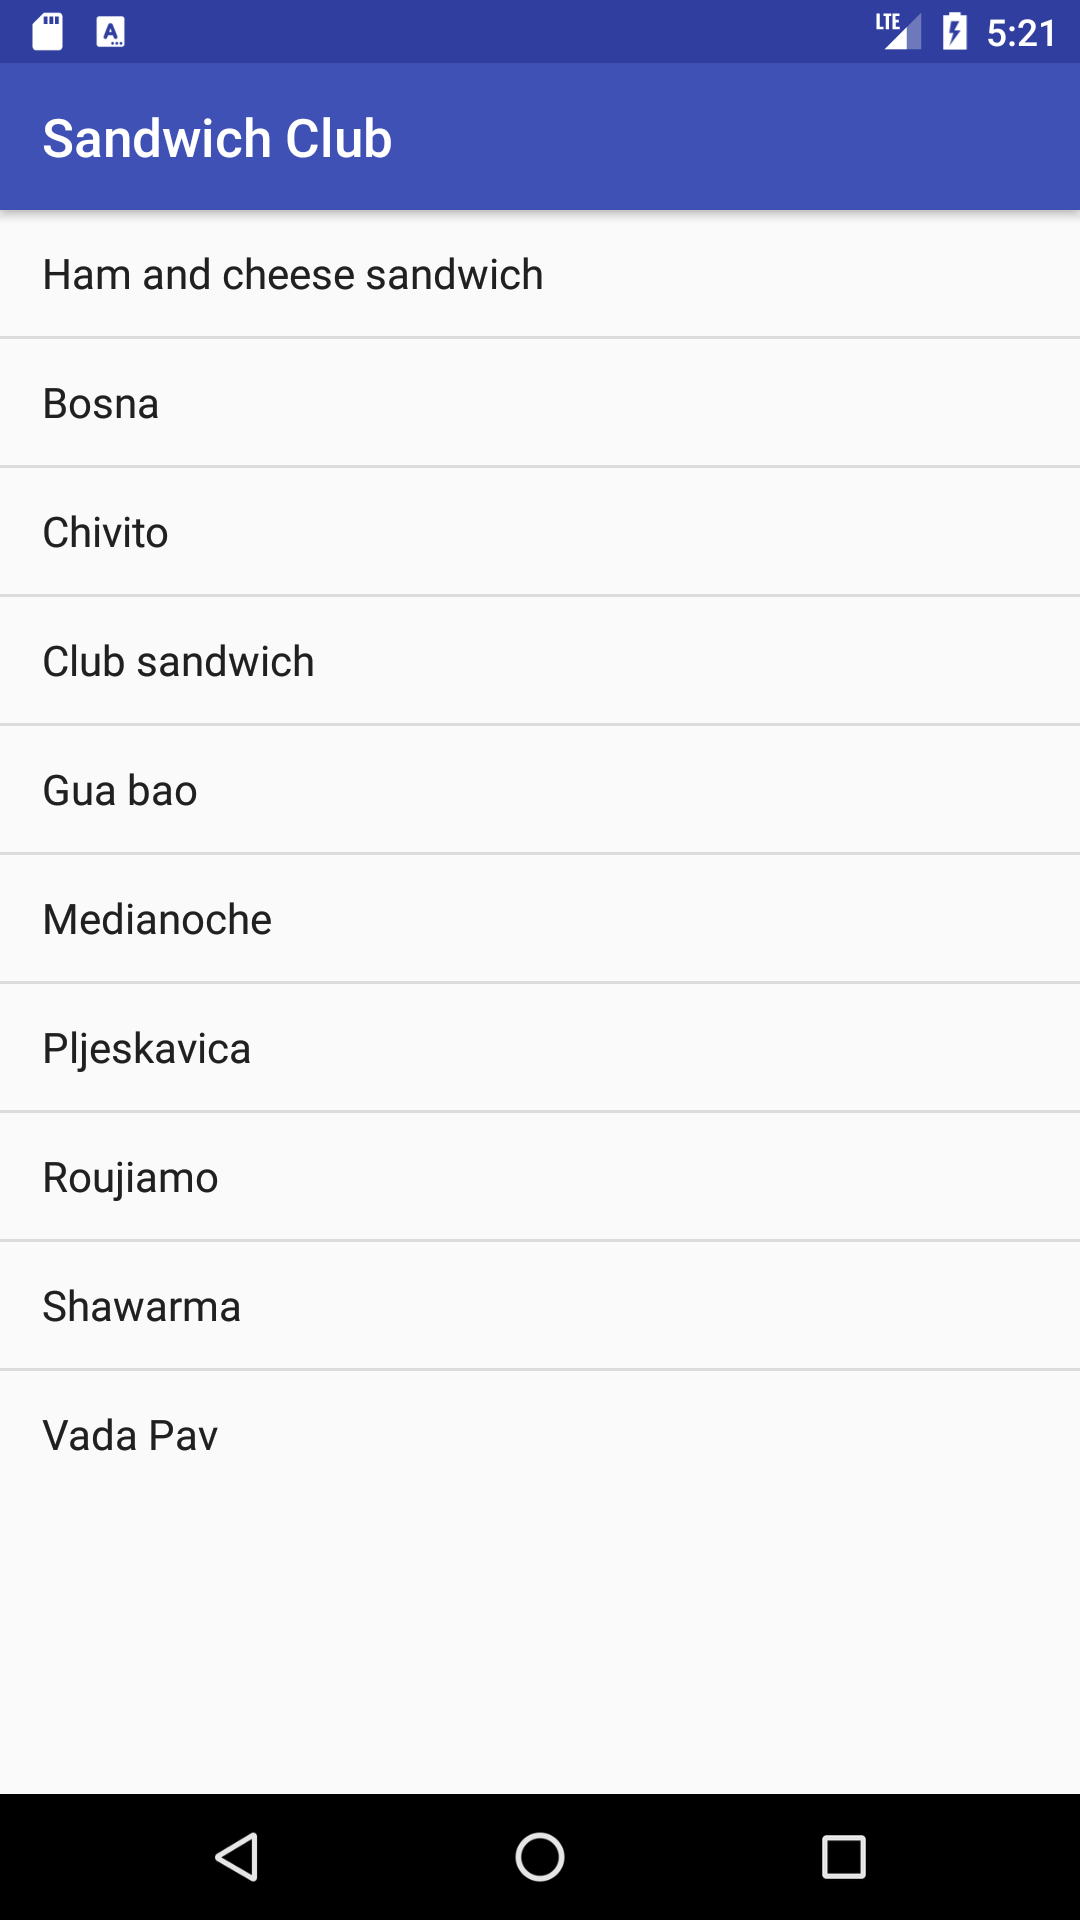 LTE 5:21
Sandwich Club
Ham and cheese sandwich
Bosna
Chivito
Club sandwich
Gua bao
Medianoche
Pljeskavica
Roujiamo
Shawarma
Vada Pav